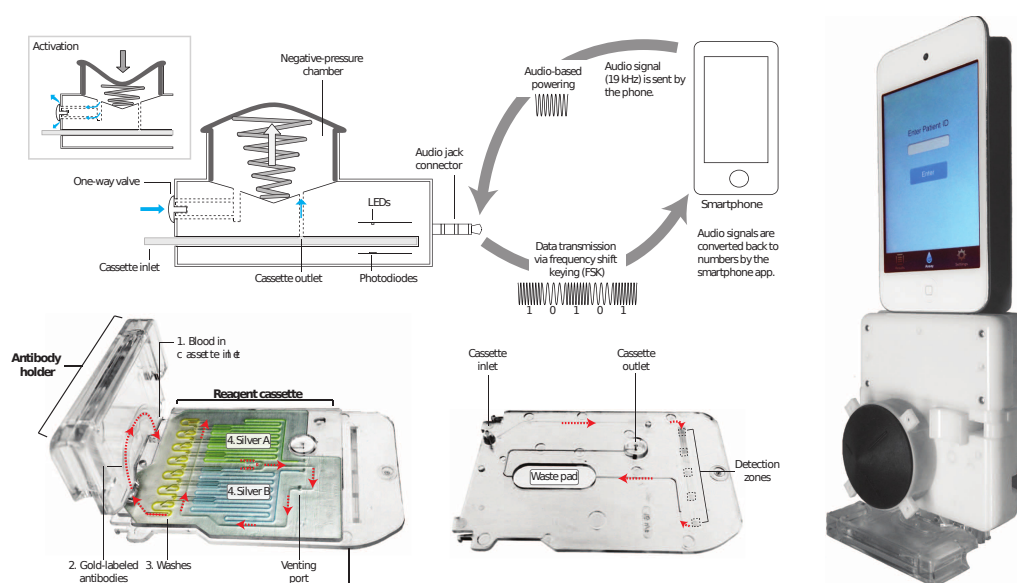 Activation
Negative-pressure
chamber
One-way valve
Cassette inlet
Cassette outlet
LEDs
Photodiodes
Audio jack
connector
Audio-based
powering
Audio signal
(19 kHz) is sent by
the phone.
Smartphone
Data transmission
via frequency shift
keying (FSK)
1 0 1 0 1
Audio signals are
converted back to
numbers by the
smartphone app.
Enter Patient ID
Enter
Antibody
holder
1. Blood in
cassette inlet
Reagent cassette
4. Silver A
4. Silver B
2. Gold-labeled
antibodies
3. Washes
Venting
port
Cassette
inlet
Cassette
outlet
Waste pad
Detection
zones